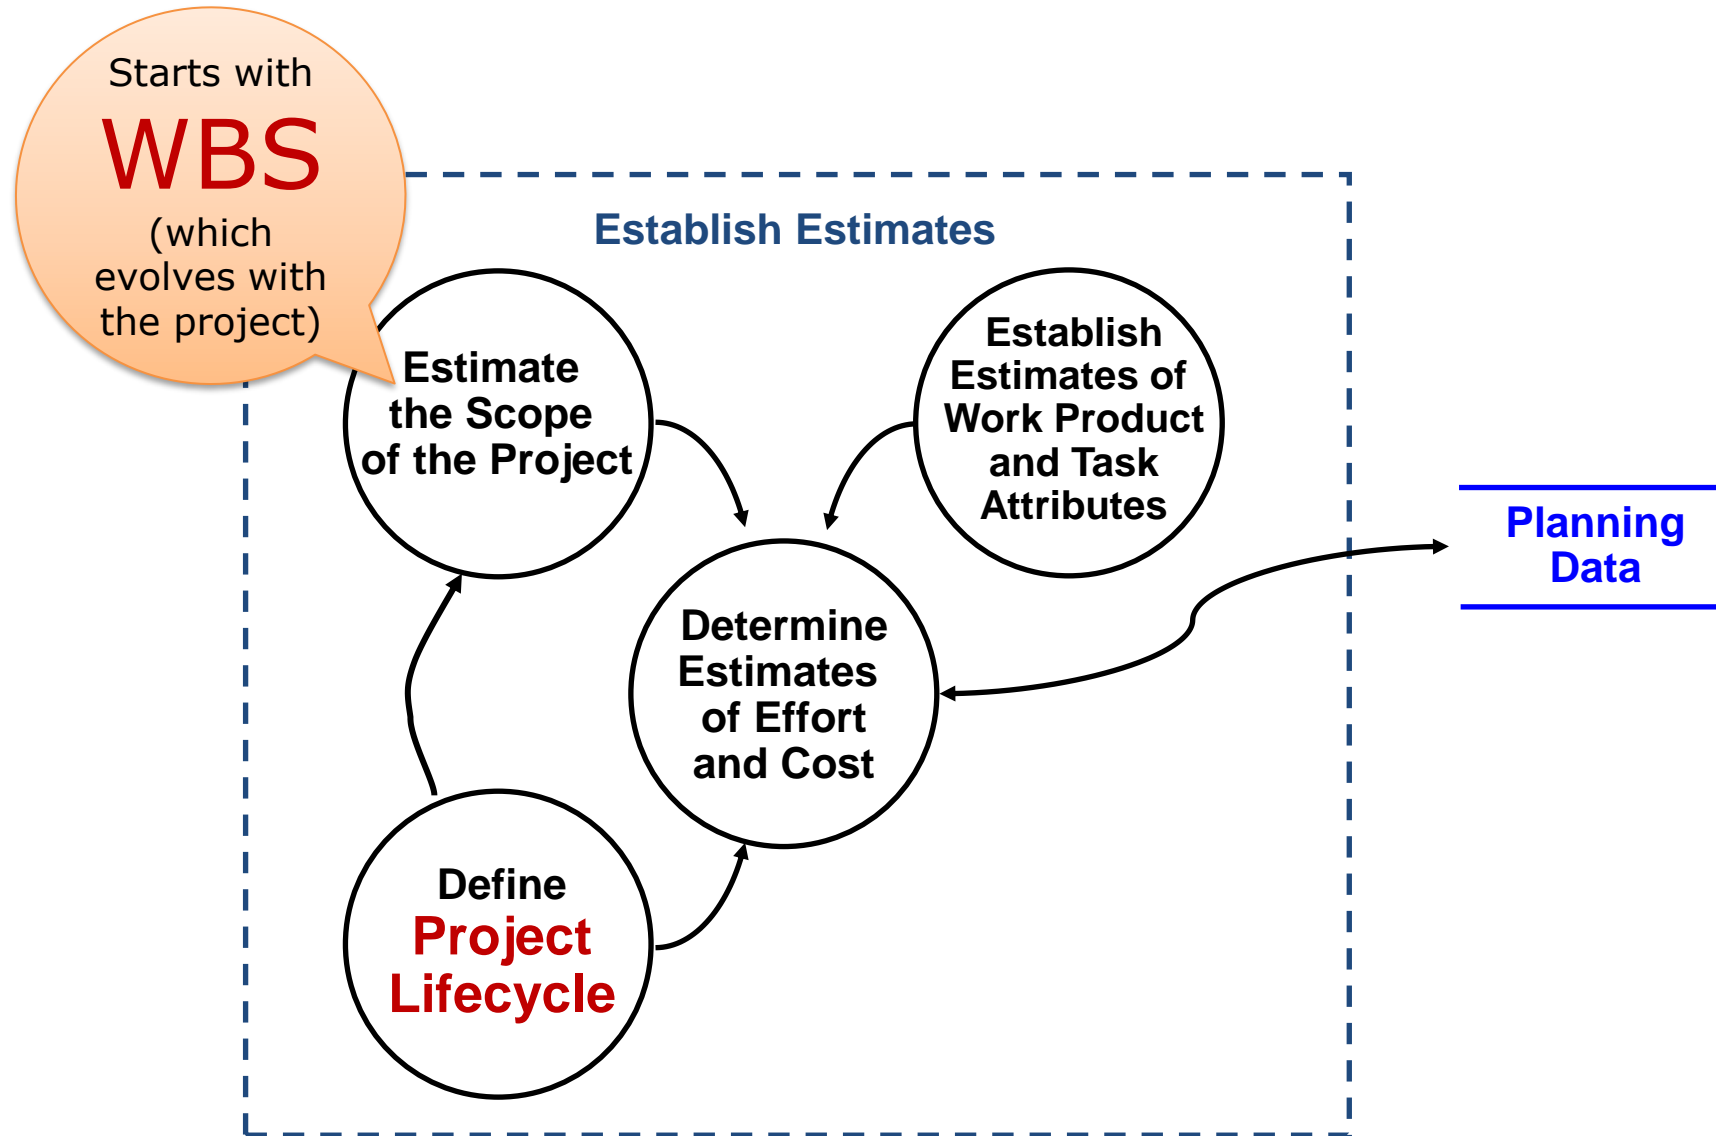 Starts with
WBS
(which
evolves with
the project)
Establish Estimates
Estimate
the Scope
of the Project
Establish
Estimates of
Work Product
and Task
Attributes
Planning
Data
Determine
Estimates
of Effort
and Cost
Define
Project
Lifecycle